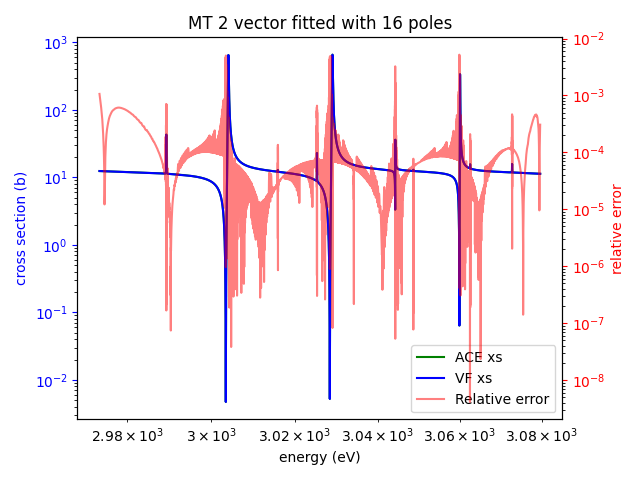 MT 2 vector fitted with 16 poles
10³
10²
10¹
10⁰
10⁻¹
10⁻²
cross section (b)
10⁻²
10⁻³
10⁻⁴
10⁻⁵
10⁻⁶
10⁻⁷
10⁻⁸
relative error
ACE xs
VF xs
Relative error
2.98 × 10³ 3 × 10³ 3.02 × 10³ 3.04 × 10³ 3.06 × 10³ 3.08 × 10³
energy (eV)